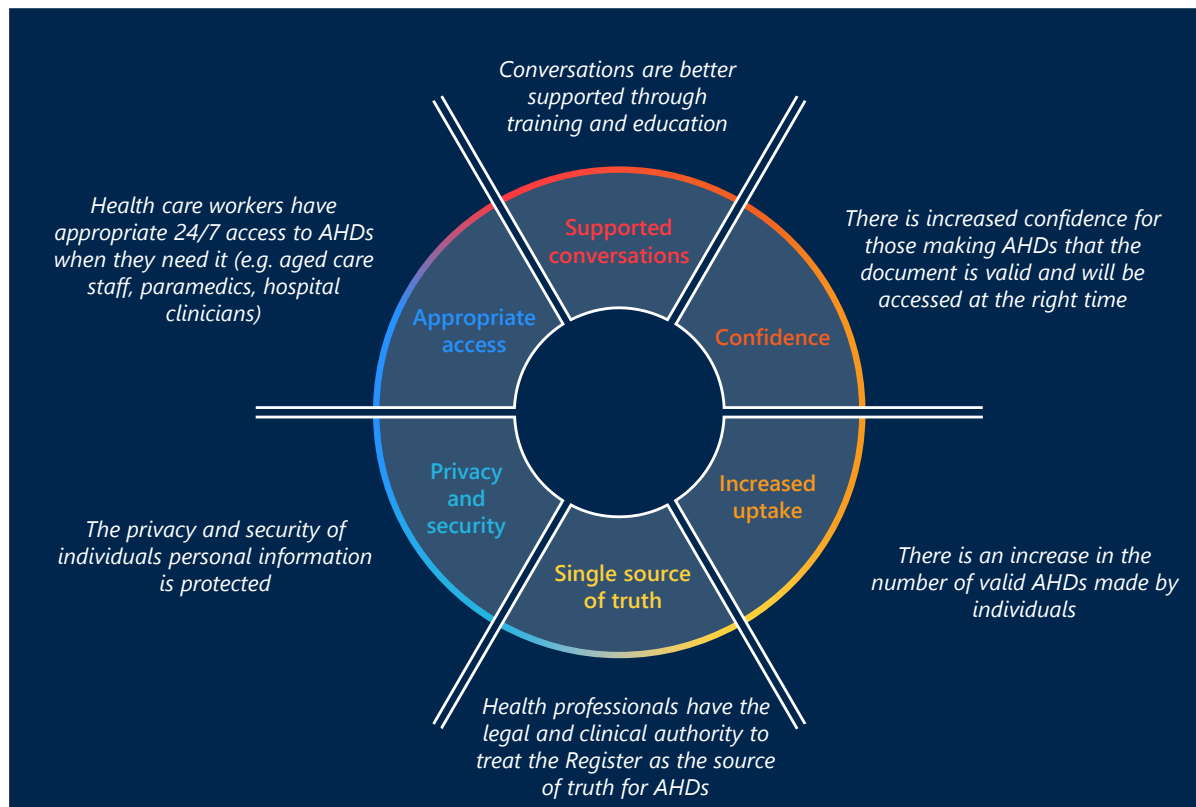 Conversations are better
supported through
training and education
Supported
conversations
There is increased confidence for
those making AHDs that the
document is valid and will be
accessed at the right time
Confidence
Increased
uptake
There is an increase in the
number of valid AHDs made by
individuals
Single source
of truth
Health professionals have the
legal and clinical authority to
treat the Register as the source
of truth for AHDs
Privacy
and
security
The privacy and security of
individuals personal information
is protected
Appropriate
access
Health care workers have
appropriate 24/7 access to AHDs
when they need it (e.g. aged care
staff, paramedics, hospital
clinicians)